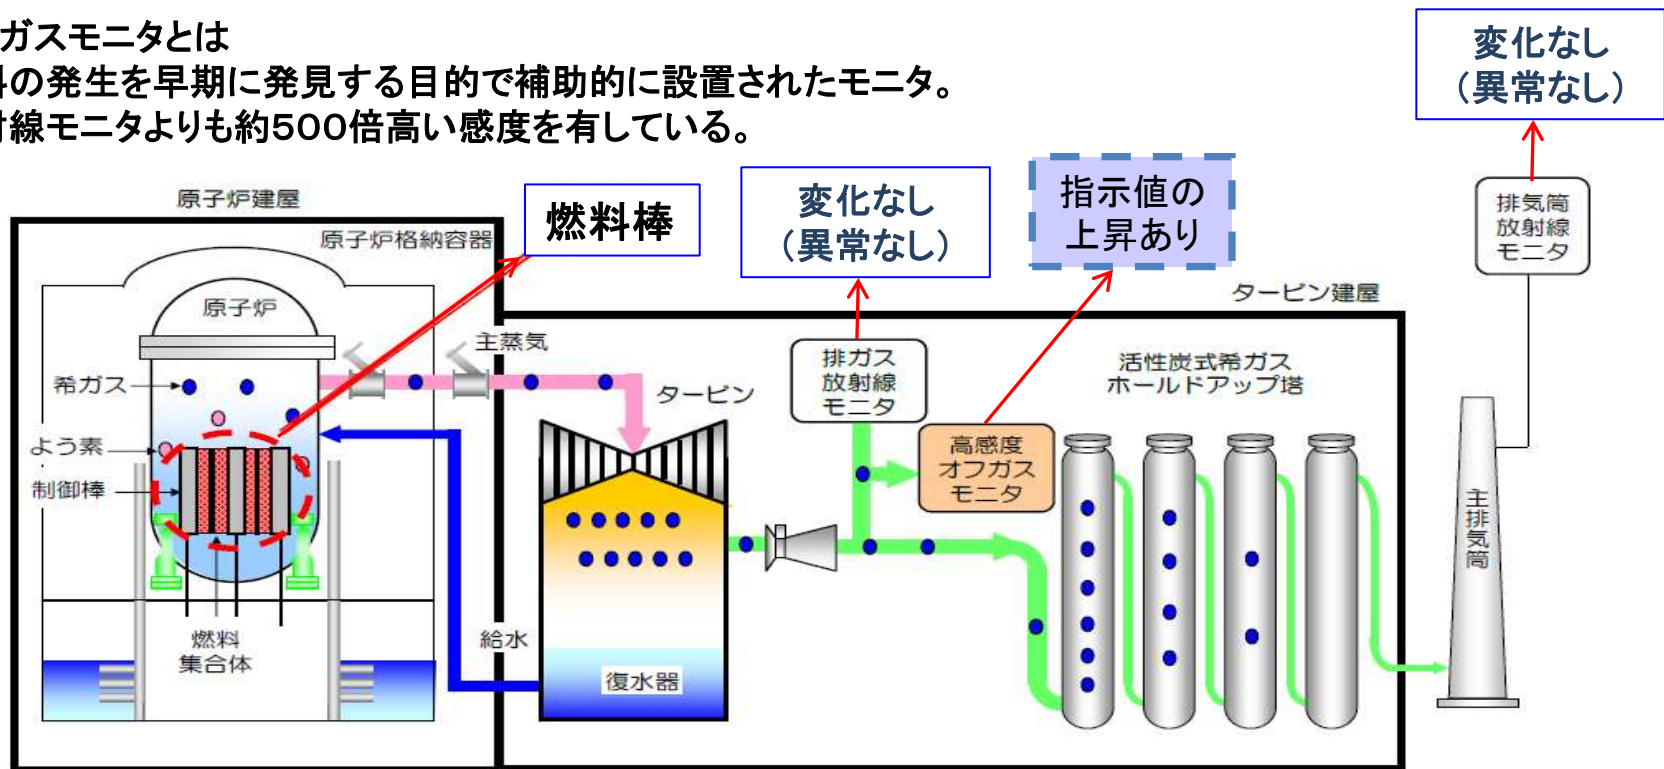 ガスモニタとは
料の発生を早期に発見する目的で補助的に設置されたモニタ。
射線モニタよりも約500倍高い感度を有している。
変化なし
（異常なし）
原子炉建屋
原子炉格納容器
燃料棒
変化なし
（異常なし）
指示値の
上昇あり
排気筒
放射線
モニタ
原子炉
主蒸気
タービン建屋
希ガス
タービン
排ガス
放射線
モニタ
活性炭式希ガス
ホールドアップ塔
よう素
制御棒
高感度
オフガス
モニタ
主排気筒
燃料
集合体
給水
復水器